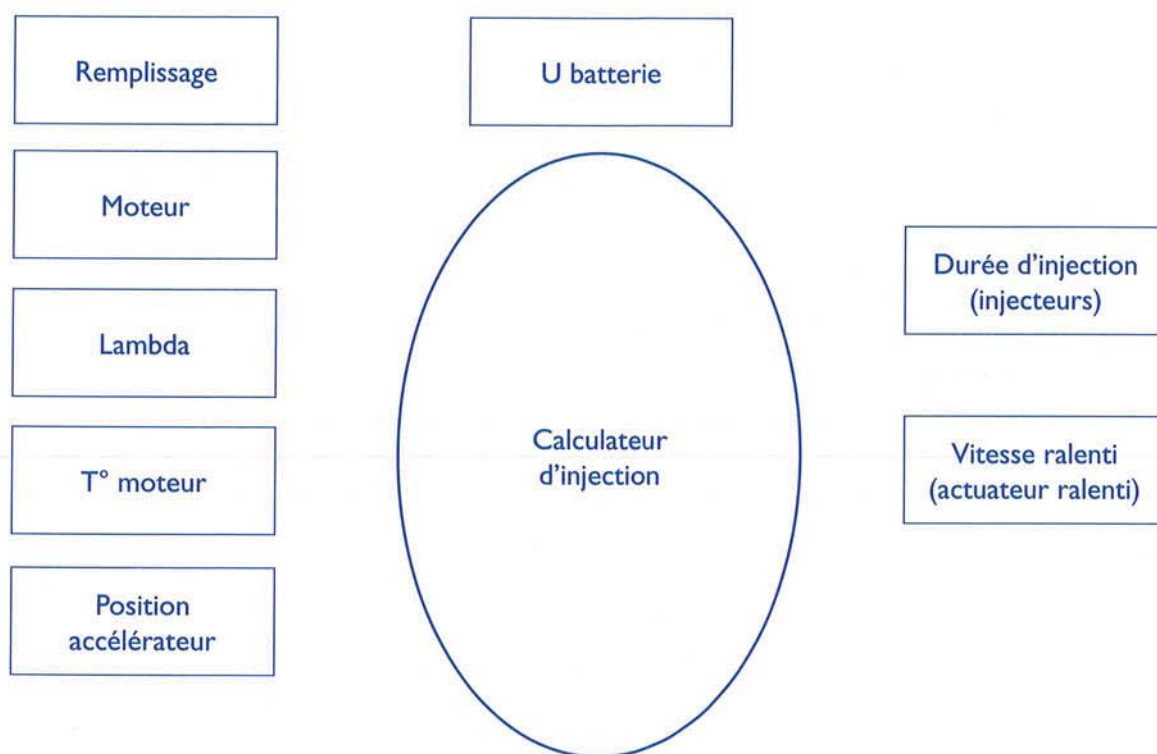 Remplissage
U batterie
Moteur
Lambda
T° moteur
Position
accélérateur
Calculateur
d'injection
Durée d'injection
(injecteurs)
Vitesse ralenti
(actuateur ralenti)